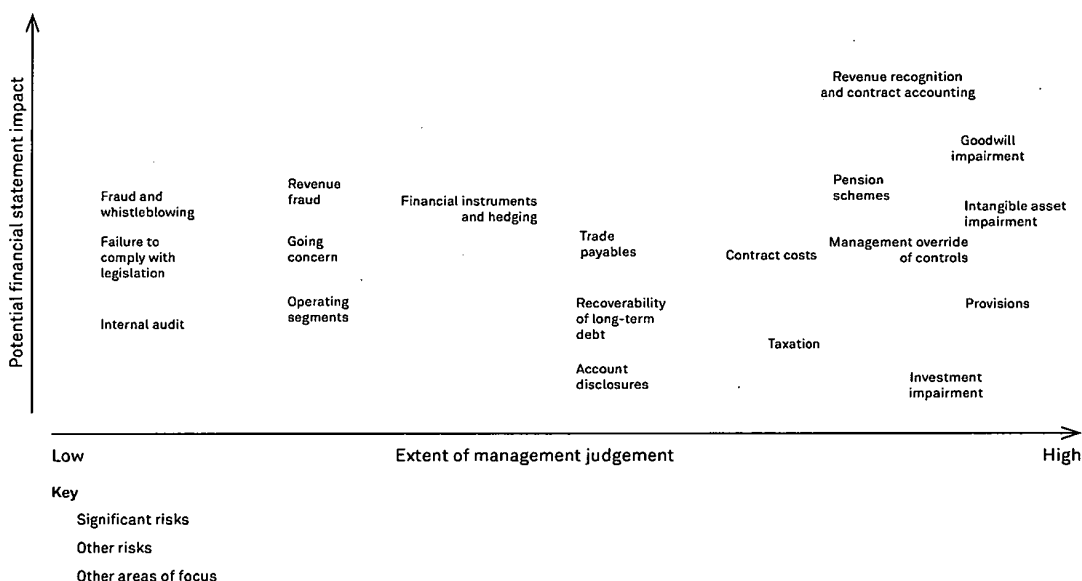 Potential financial statement impact
Revenue recognition
and contract accounting
Goodwill
impairment
Pension
schemes
Intangible asset
impairment
Fraud and
whistleblowing
Revenue
fraud
Financial instruments
and hedging
Trade
payables
Contract costs
Management override
of controls
Failure to
comply with
legislation
Going
concern
Operating
segments
Recoverability
of long-term
debt
Provisions
Internal audit
Taxation
Account
disclosures
Investment
impairment
Low
Extent of management judgement
High
Key
Significant risks
Other risks
Other areas of focus